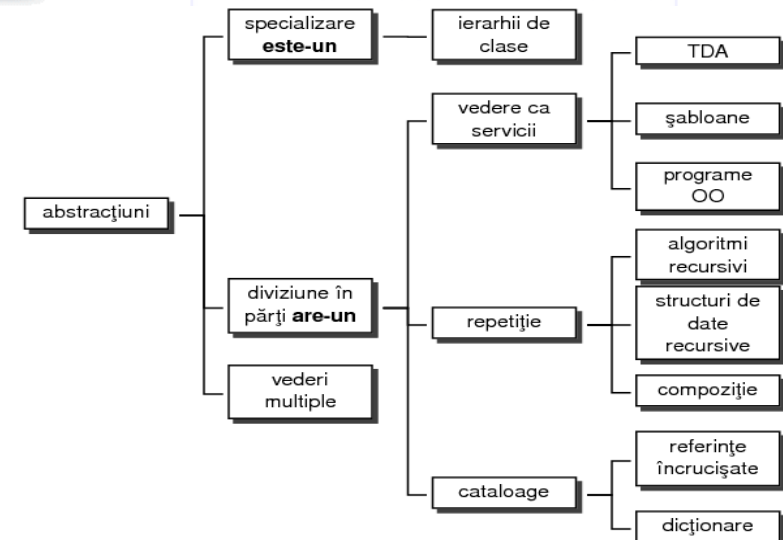 specializare
este-un
ierarhii de
clase
TDA
vedere ca
servicii
şabloane
programe
OO
abstracţiuni
algoritmi
recursivi
diviziune în
părţi are-un
repetiţie
structuri de
date
recursive
vederi
multiple
compoziţie
referinţe
încrucişate
cataloage
dicţionare